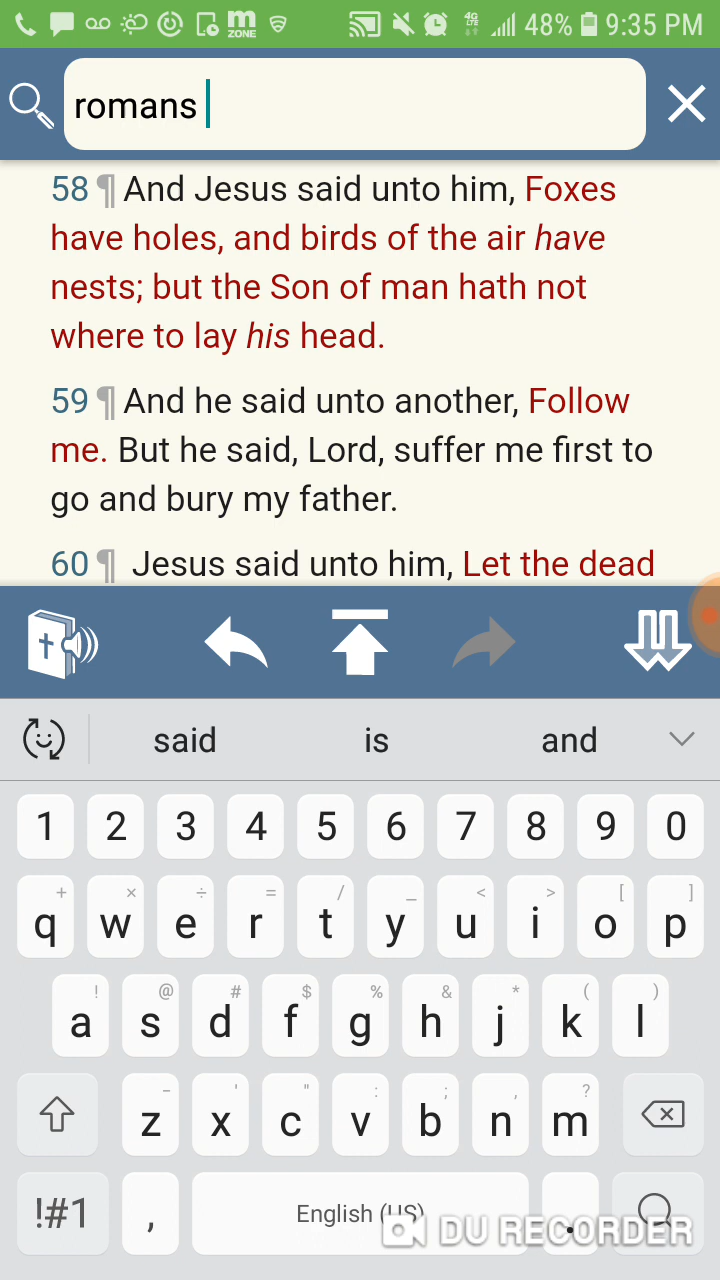 m ZONE 4G LTE 48% 9:35 PM
romans
58 ¶ And Jesus said unto him, Foxes
have holes, and birds of the air have
nests; but the Son of man hath not
where to lay his head.
59 ¶ And he said unto another, Follow
me. But he said, Lord, suffer me first to
go and bury my father.
60 ¶ Jesus said unto him, Let the dead
said is and
1 2 3 4 5 6 7 8 9 0
+ × ÷ = / _ < > [ ]
q w e r t y u i o p
! @ # $ % & * ( )
a s d f g h j k l
- ' " : ; , ?
z x c v b n m
!#1 , English (US) .
DU RECORDER